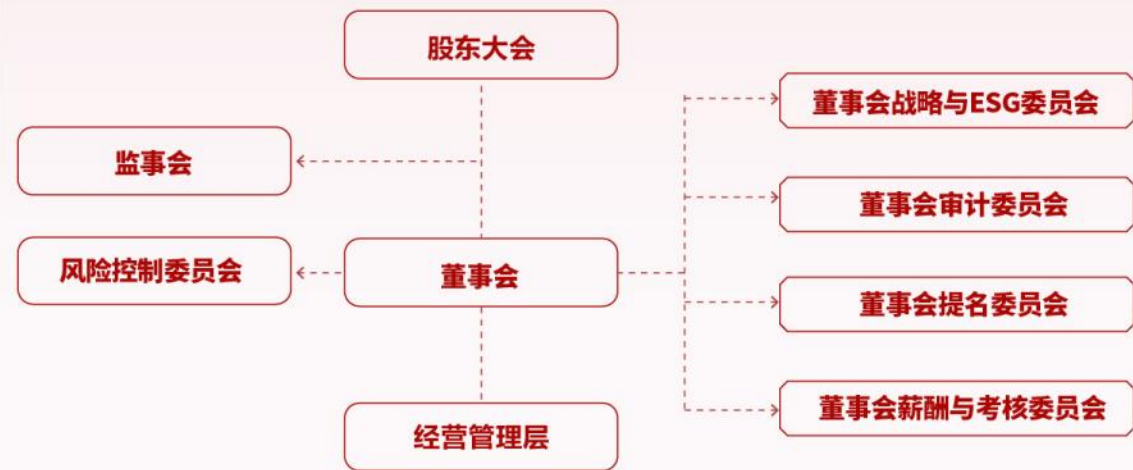 股东大会
董事会战略与ESG委员会
监事会
董事会审计委员会
风险控制委员会
董事会
董事会提名委员会
董事会薪酬与考核委员会
经营管理层